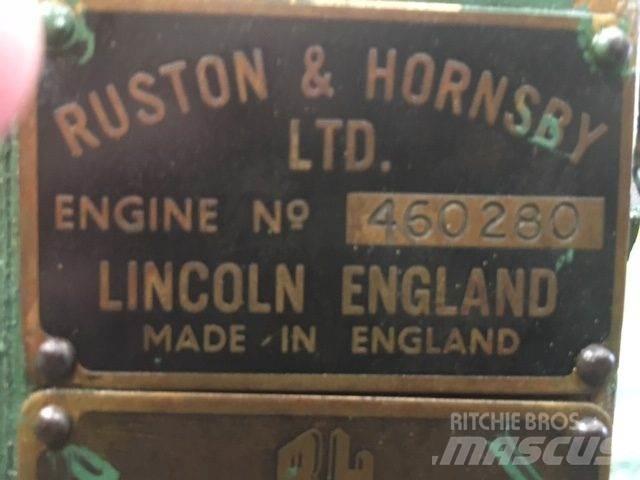 RUSTON & HORNSBY
LTD.
ENGINE Nº 460280
LINCOLN ENGLAND
MADE IN ENGLAND
RITCHIE BROS
MASCUS